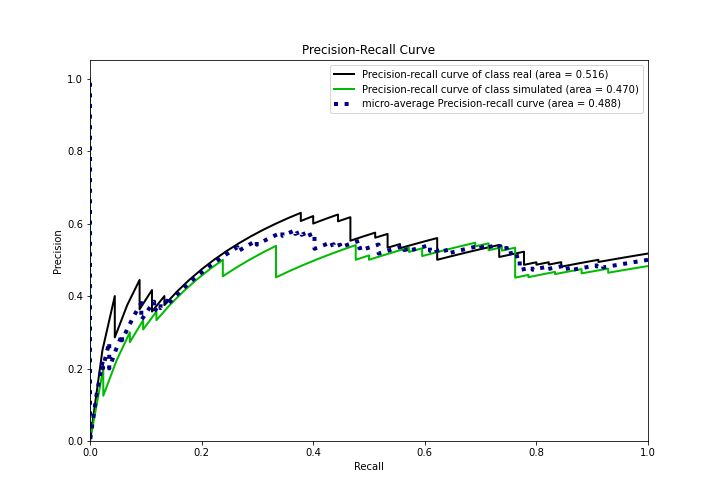 Precision-Recall Curve
Precision-recall curve of class real (area = 0.516)
Precision-recall curve of class simulated (area = 0.470)
micro-average Precision-recall curve (area = 0.488)
1.0
0.8
0.6
0.4
0.2
0.0
Precision
0.0 0.2 0.4 0.6 0.8 1.0
Recall